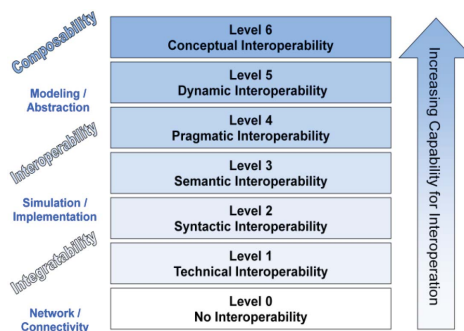 Composability
Modeling /
Abstraction
Interoperability
Simulation /
Implementation
Integratability
Network /
Connectivity
Level 6
Conceptual Interoperability
Level 5
Dynamic Interoperability
Level 4
Pragmatic Interoperability
Level 3
Semantic Interoperability
Level 2
Syntactic Interoperability
Level 1
Technical Interoperability
Level 0
No Interoperability
Increasing Capability for Interoperation